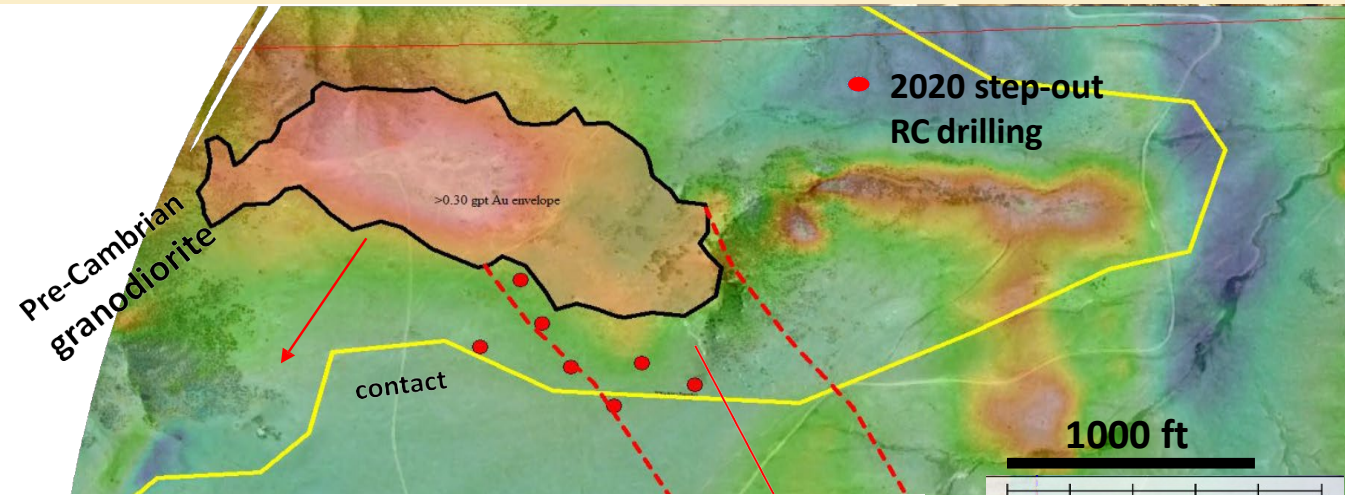 2020 step-out
RC drilling
>0.30 gpt Au envelope
Pre-Cambrian
granodiorite
contact
1000 ft